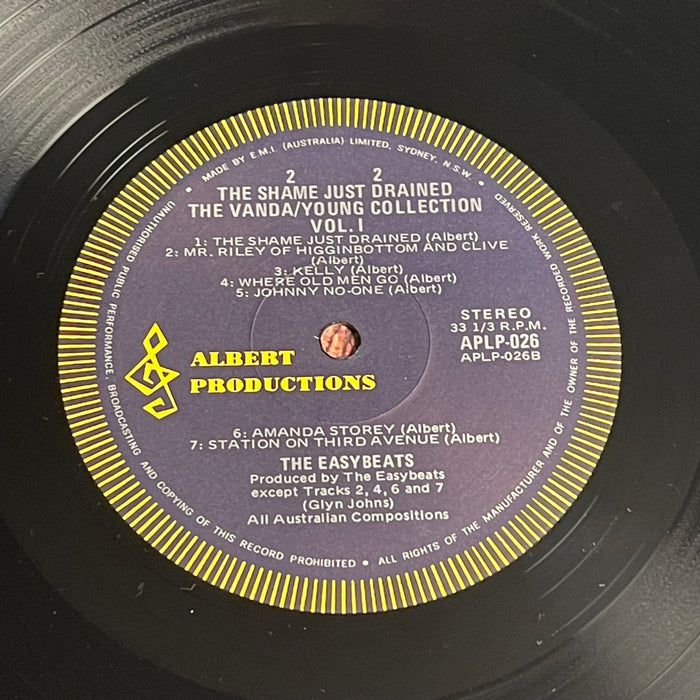 • MADE BY E.M.I. (AUSTRALIA) LIMITED, SYDNEY, N.S.W. •
2 2
THE SHAME JUST DRAINED
THE VANDA/YOUNG COLLECTION
VOL. I
1: THE SHAME JUST DRAINED (Albert)
2: MR. RILEY OF HIGGINBOTTOM AND CLIVE
(Albert)
3: KELLY (Albert)
4: WHERE OLD MEN GO (Albert)
5: JOHNNY NO-ONE (Albert)
STEREO
33 1/3 R.P.M.
APLP-026
APLP-026B
ALBERT
PRODUCTIONS
6: AMANDA STOREY (Albert)
7: STATION ON THIRD AVENUE (Albert)
THE EASYBEATS
Produced by The Easybeats
except Tracks 2, 4, 6 and 7
(Glyn Johns)
All Australian Compositions
UNAUTHORISED PUBLIC PERFORMANCE, BROADCASTING AND COPYING OF THIS RECORD PROHIBITED • ALL RIGHTS OF THE MANUFACTURER AND OF THE OWNER OF THE RECORDED WORK RESERVED